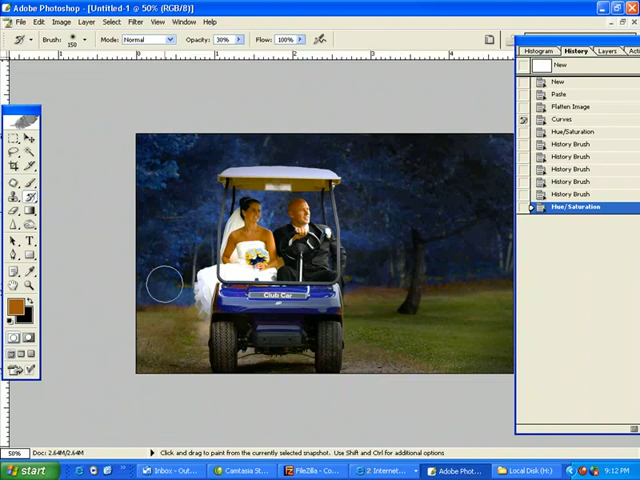 Adobe Photoshop - [Untitled-1 @ 50% (RGB/8)]
File Edit Image Layer Select Filter View Window Help
Brush: 150 Mode: Normal Opacity: 30% Flow: 100%
1 2 3 4
Histogram History Layers
New
New
Paste
Flatten Image
Curves
Hue/Saturation
History Brush
History Brush
History Brush
History Brush
History Brush
Hue/Saturation
Club Car
50% Doc: 2.64M/2.64M Click and drag to paint from the currently selected snapshot. Use Shift and Ctrl for additional options
start Inbox - Out... Camtasia St... FileZilla - Co... 2 Internet... Adobe Phot... Local Disk (H:) 9:12 PM